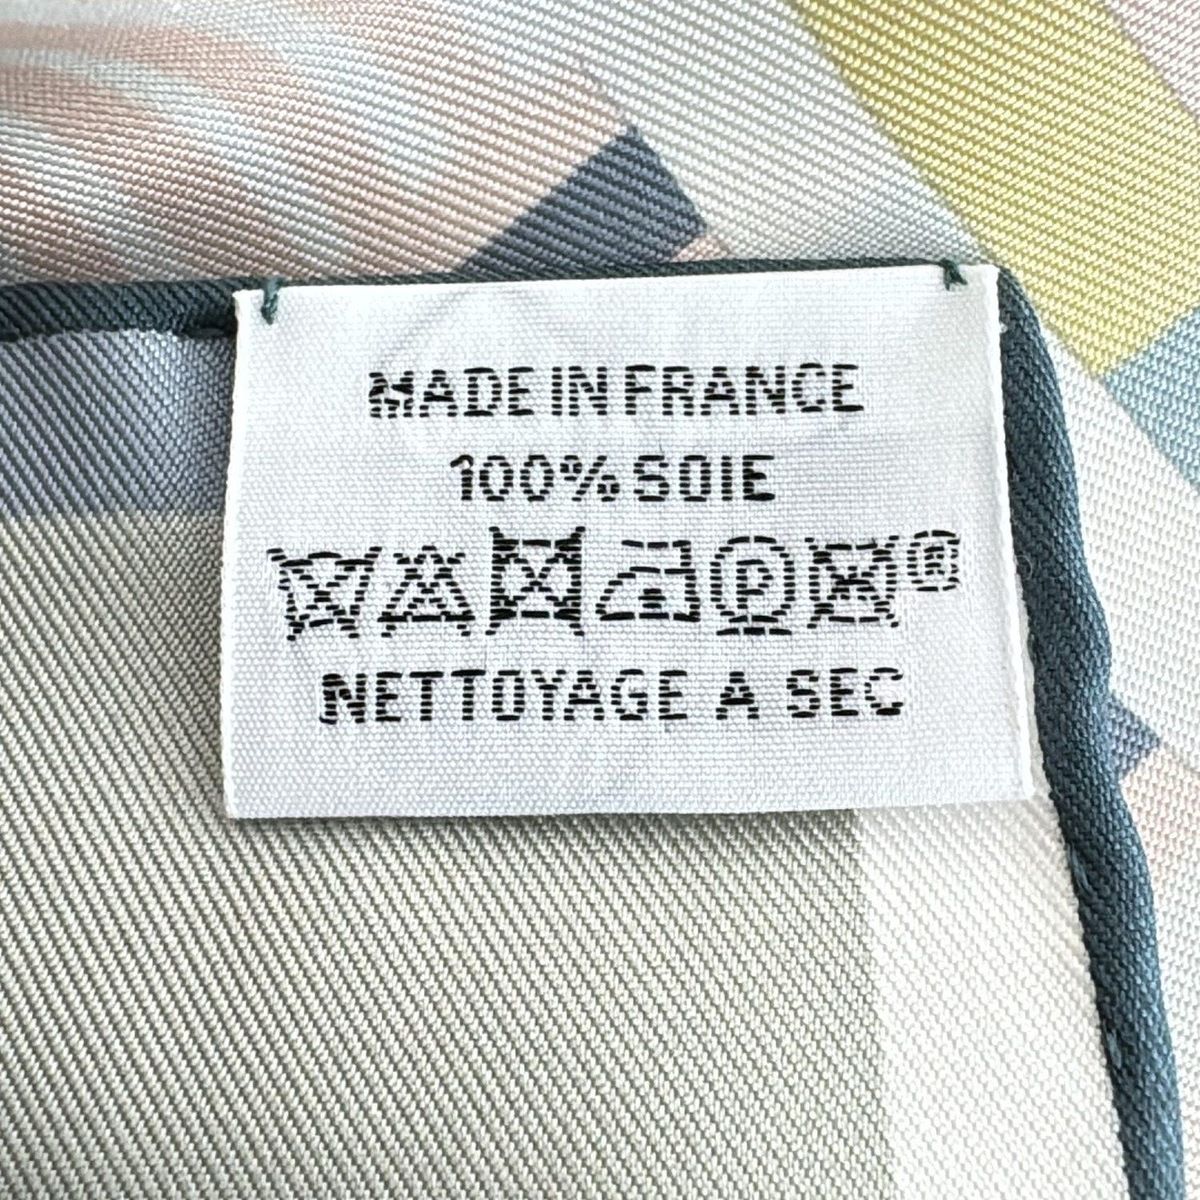 MADE IN FRANCE
100% SOIE
P ®
NETTOYAGE A SEC